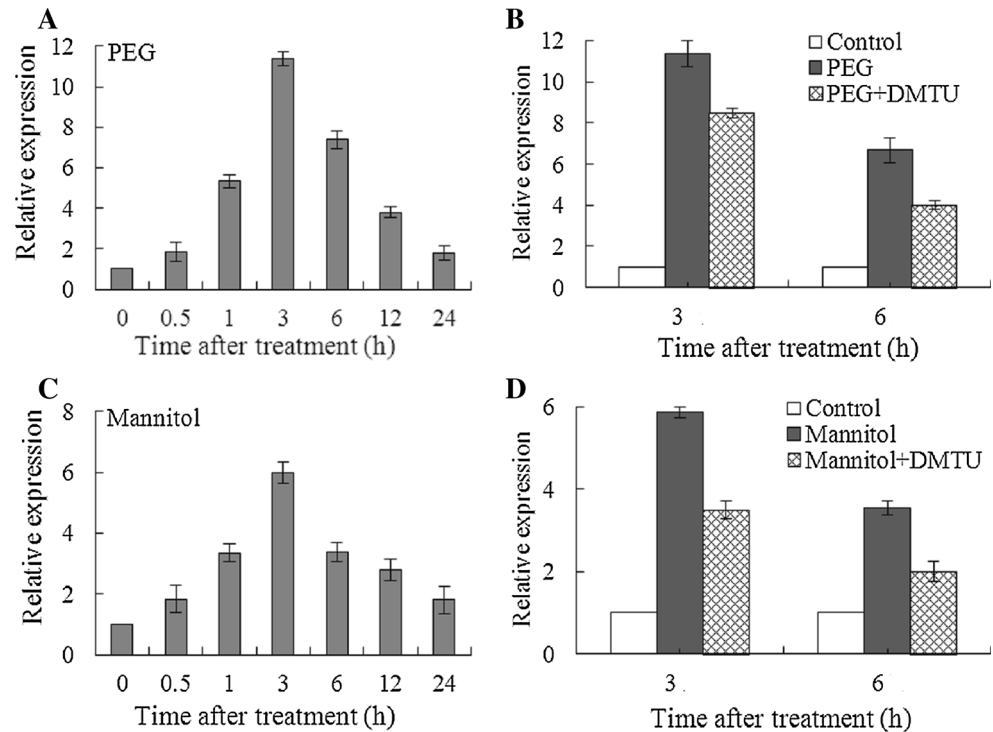 A
PEG
Relative expression
12
10
8
6
4
2
0
0 0.5 1 3 6 12 24
Time after treatment (h)
B
Control
PEG
PEG+DMTU
Relative expression
12
10
8
6
4
2
0
3 6
Time after treatment (h)
C
Mannitol
Relative expression
8
6
4
2
0
0 0.5 1 3 6 12 24
Time after treatment (h)
D
Control
Mannitol
Mannitol+DMTU
Relative expression
6
4
2
0
3 6
Time after treatment (h)